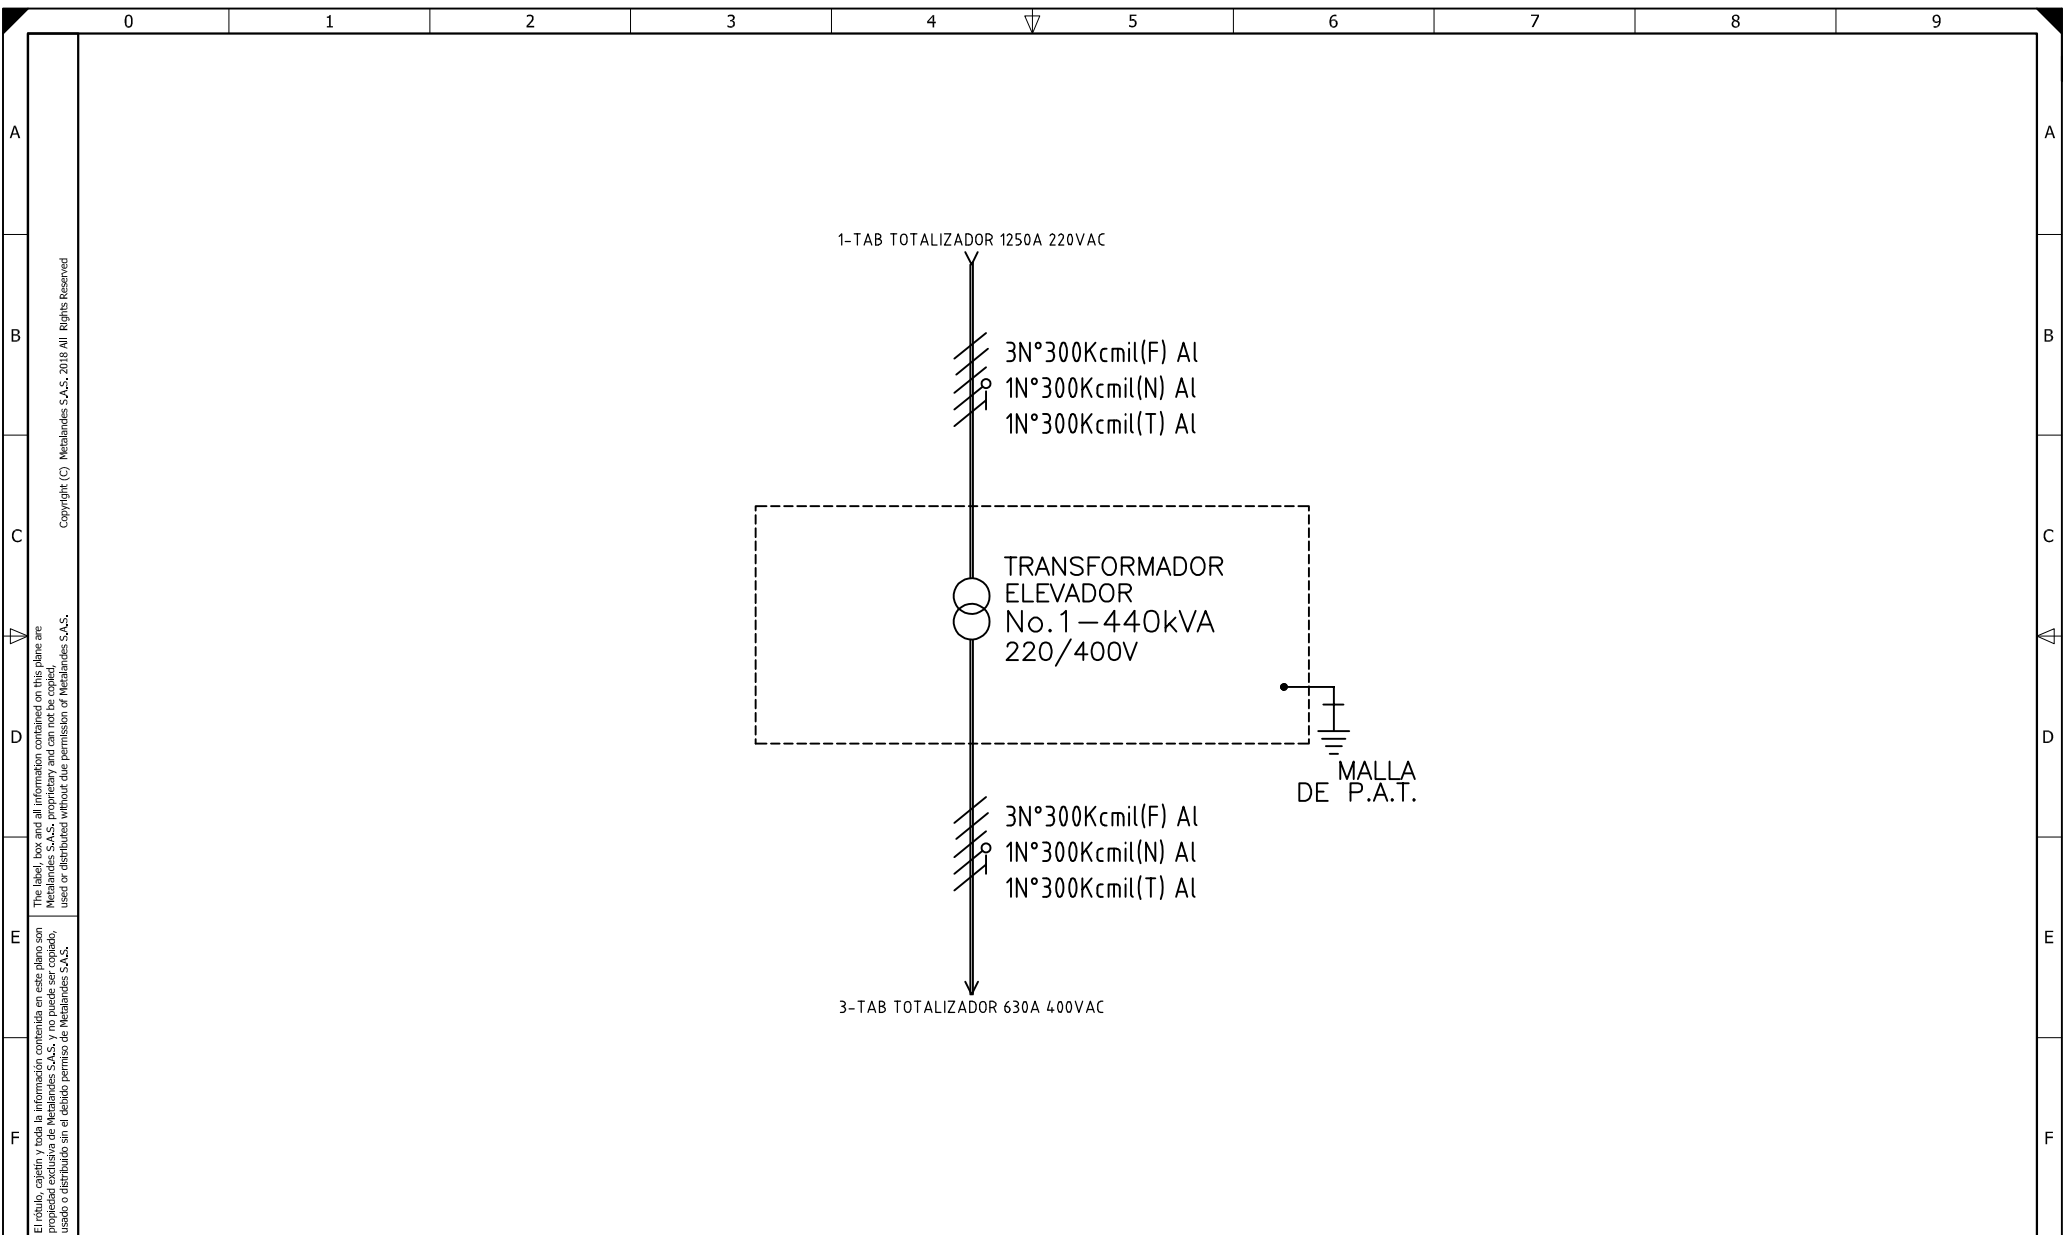 0 1 2 3 4 5 6 7 8 9
A A
B B
C C
D D
E E
F F
1-TAB TOTALIZADOR 1250A 220VAC
3N°300Kcmil(F) Al
1N°300Kcmil(N) Al
1N°300Kcmil(T) Al
TRANSFORMADOR
ELEVADOR
No.1-440kVA
220/400V
MALLA
DE P.A.T.
3N°300Kcmil(F) Al
1N°300Kcmil(N) Al
1N°300Kcmil(T) Al
3-TAB TOTALIZADOR 630A 400VAC
Copyright (C) Metalandes S.A.S. 2018 All Rights Reserved
The label, box and all information contained on this plane are
Metalandes S.A.S. proprietary and can not be copied,
used or distributed without due permission of Metalandes S.A.S.
El rótulo, cajetín y toda la información contenida en este plano son
propiedad exclusiva de Metalandes S.A.S. y no puede ser copiado,
usado o distribuido sin el debido permiso de Metalandes S.A.S.